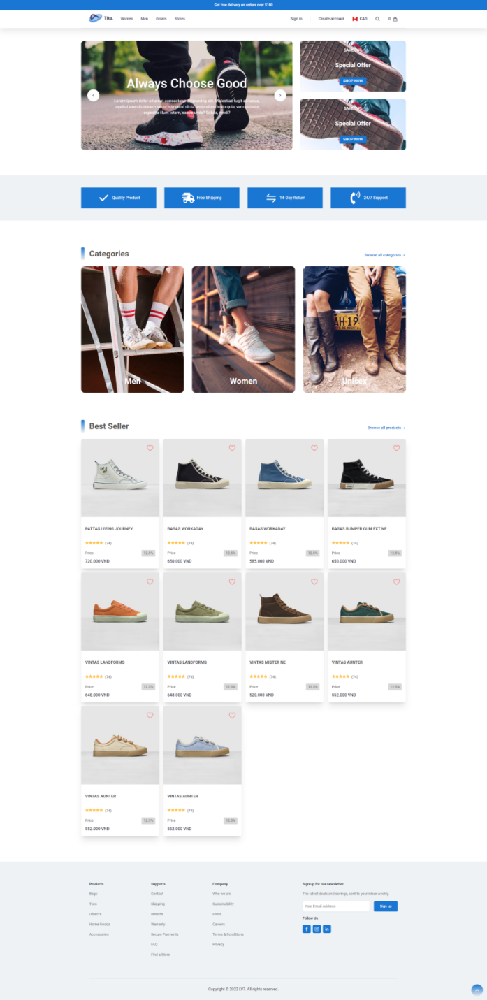 Get free delivery on orders over $100
Tika.
Women
Men
Orders
Stores
Sign in
Create account
CAD
0
Always Choose Good
Lorem ipsum dolor sit amet consectetur adipisicing elit. Molestiae fugit at itaque,
repellat exercitationem sequi ista quod dicta temporibus iusto quia, vero pariatur
expedita illum totam, saepe unde? Soluta, modi?
SAVE
Special Offer
SHOP NOW
SAVE
Special Offer
SHOP NOW
Quality Product
Free Shipping
14-Day Return
24/7 Support
Categories
Browse all categories
AH-19
Men
Women
Unisex
Best Seller
Browse all products
PATTAS LIVING JOURNEY
(74)
Price
12.5%
720.000 VND
BASAS WORKADAY
(74)
Price
12.5%
650.000 VND
BASAS WORKADAY
(74)
Price
12.5%
585.000 VND
BASAS BUMPER GUM EXT NE
(74)
Price
12.5%
650.000 VND
VINTAS LANDFORMS
(74)
Price
12.5%
648.000 VND
VINTAS LANDFORMS
(74)
Price
12.5%
648.000 VND
VINTAS MISTER NE
(74)
Price
12.5%
520.000 VND
VINTAS AUNTER
(74)
Price
12.5%
552.000 VND
VINTAS AUNTER
(74)
Price
12.5%
552.000 VND
VINTAS AUNTER
(74)
Price
12.5%
552.000 VND
Products
Bags
Tees
Objects
Home Goods
Accessories
Supports
Contact
Shipping
Returns
Warranty
Secure Payments
FAQ
Find a Store
Company
Who we are
Sustainability
Press
Careers
Terms & Conditions
Privacy
Sign up for our newsletter
The latest deals and savings, sent to your inbox weekly.
Your Email Address
Sign up
Follow Us
Copyright © 2022 LVT. All rights reserved.